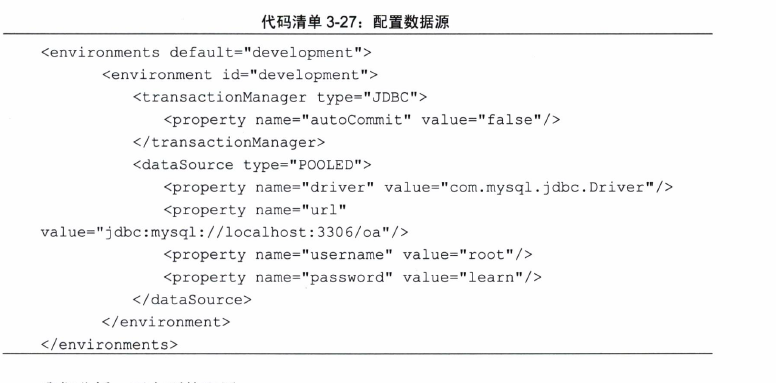 代码清单 3-27：配置数据源
<environments default="development">
<environment id="development">
<transactionManager type="JDBC">
<property name="autoCommit" value="false"/>
</transactionManager>
<dataSource type="POOLED">
<property name="driver" value="com.mysql.jdbc.Driver"/>
<property name="url"
value="jdbc:mysql://localhost:3306/oa"/>
<property name="username" value="root"/>
<property name="password" value="learn"/>
</dataSource>
</environment>
</environments>